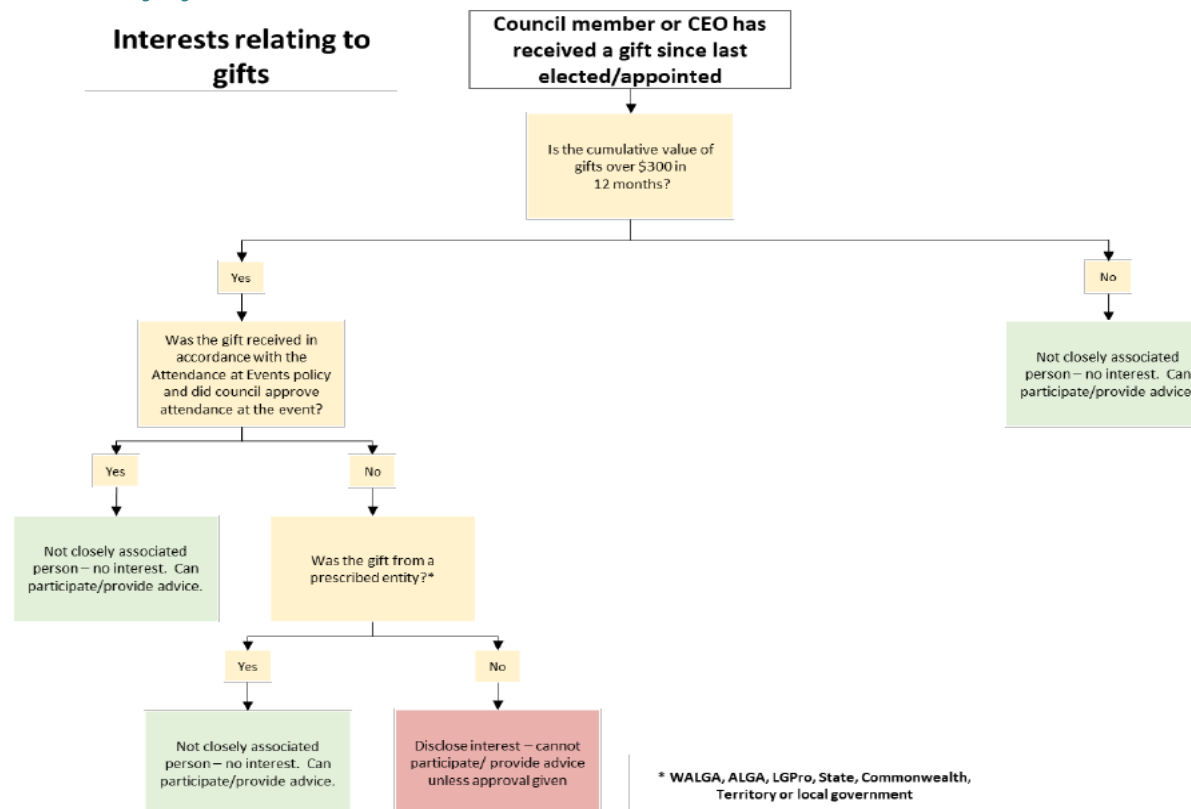 Interests relating to
gifts
Council member or CEO has
received a gift since last
elected/appointed
Is the cumulative value of
gifts over $300 in
12 months?
Yes
No
Was the gift received in
accordance with the
Attendance at Events policy
and did council approve
attendance at the event?
Not closely associated
person – no interest. Can
participate/provide advice
Yes
No
Not closely associated
person – no interest. Can
participate/provide advice.
Was the gift from a
prescribed entity?*
Yes
No
Not closely associated
person – no interest. Can
participate/provide advice.
Disclose interest – cannot
participate/ provide advice
unless approval given
* WALGA, ALGA, LGPro, State, Commonwealth,
Territory or local government